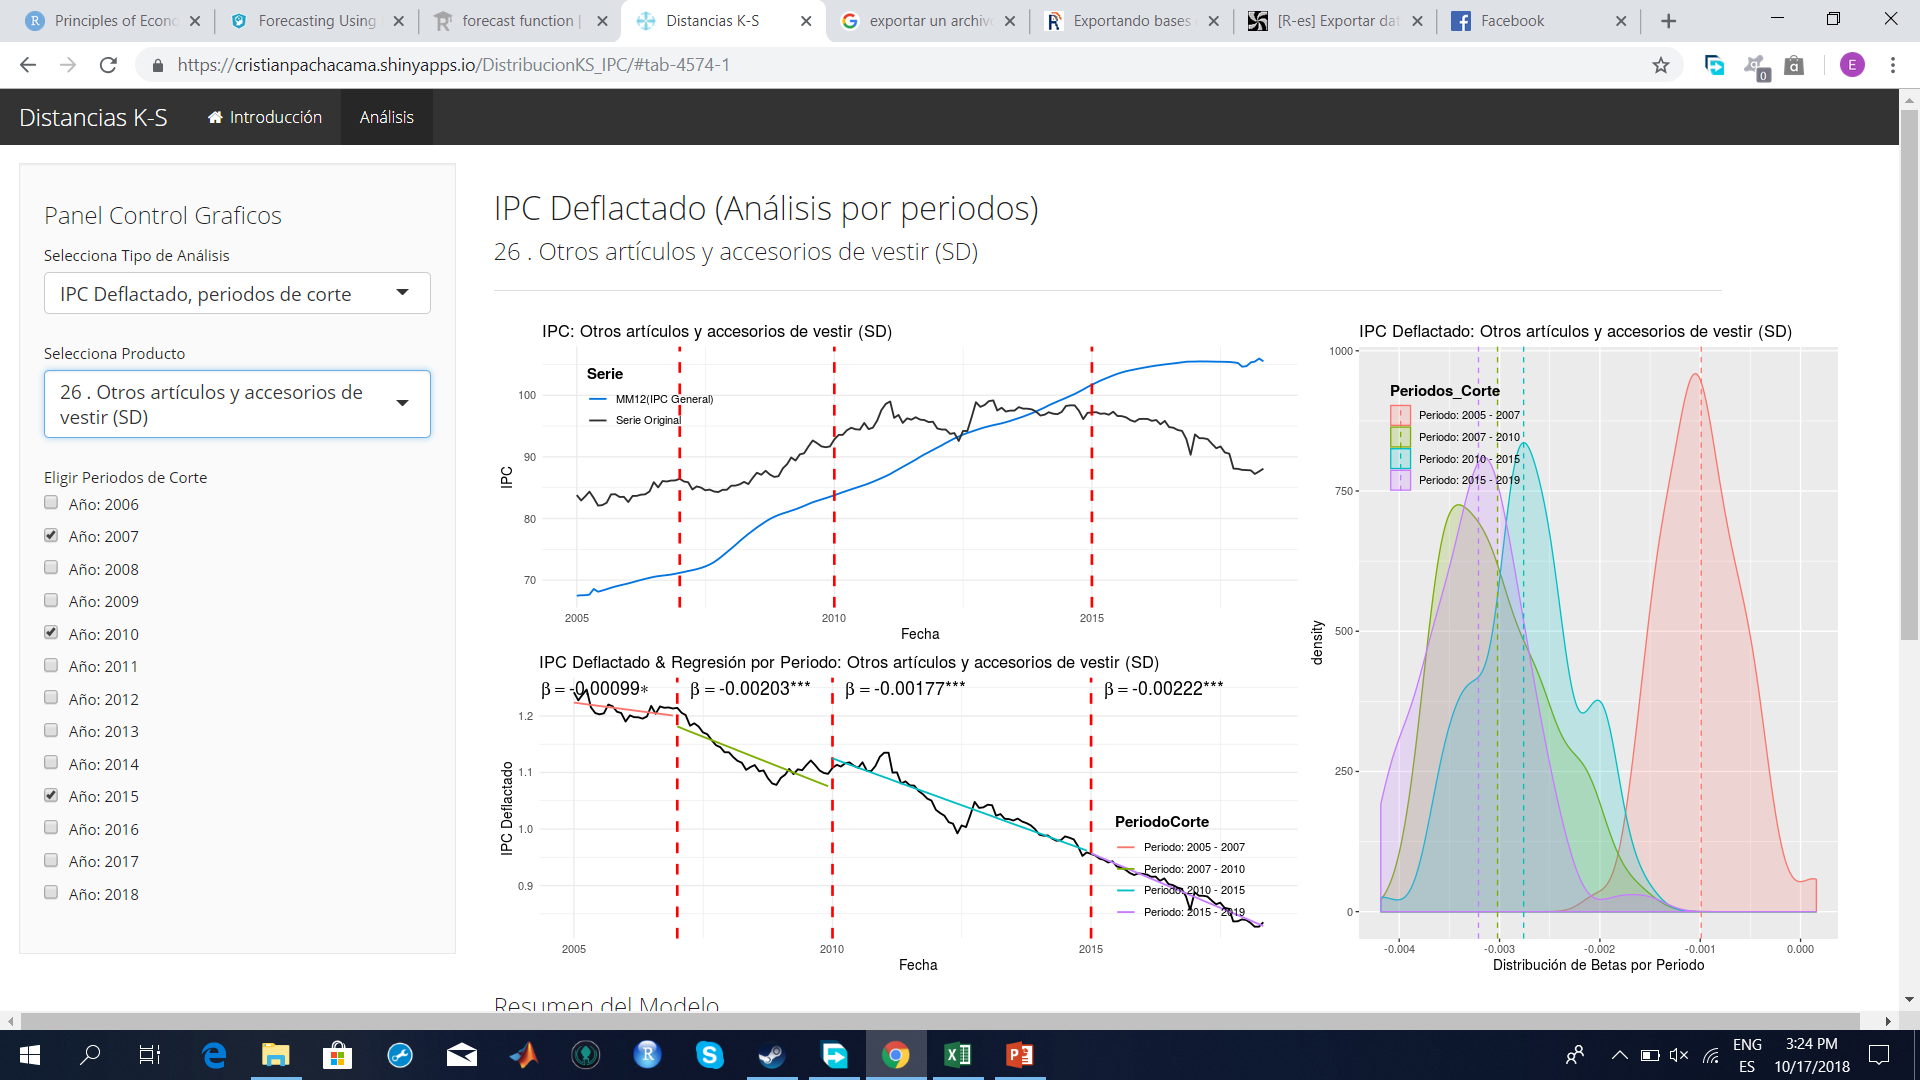 Principles of Econo
Forecasting Using
forecast function |
Distancias K-S
exportar un archivo
Exportando bases
[R-es] Exportar dat
Facebook
https://cristianpachacama.shinyapps.io/DistribucionKS_IPC/#tab-4574-1
0
E
Distancias K-S
Introducción
Análisis
Panel Control Graficos
Selecciona Tipo de Análisis
IPC Deflactado, periodos de corte
Selecciona Producto
26 . Otros artículos y accesorios de
vestir (SD)
Eligir Periodos de Corte
Año: 2006
Año: 2007
Año: 2008
Año: 2009
Año: 2010
Año: 2011
Año: 2012
Año: 2013
Año: 2014
Año: 2015
Año: 2016
Año: 2017
Año: 2018
IPC Deflactado (Análisis por periodos)
26 . Otros artículos y accesorios de vestir (SD)
IPC: Otros artículos y accesorios de vestir (SD)
Serie
MM12(IPC General)
Serie Original
100
90
80
70
IPC
2005
2010
2015
Fecha
IPC Deflactado & Regresión por Periodo: Otros artículos y accesorios de vestir (SD)
β = -0.00099*
β = -0.00203***
β = -0.00177***
β = -0.00222***
1.2
1.1
1.0
0.9
IPC Deflactado
PeriodoCorte
Periodo: 2005 - 2007
Periodo: 2007 - 2010
Periodo: 2010 - 2015
Periodo: 2015 - 2019
2005
2010
2015
Fecha
IPC Deflactado: Otros artículos y accesorios de vestir (SD)
Periodos_Corte
Periodo: 2005 - 2007
Periodo: 2007 - 2010
Periodo: 2010 - 2015
Periodo: 2015 - 2019
1000
750
500
250
0
density
-0.004
-0.003
-0.002
-0.001
0.000
Distribución de Betas por Periodo
Resumen del Modelo
ENG
ES
3:24 PM
10/17/2018